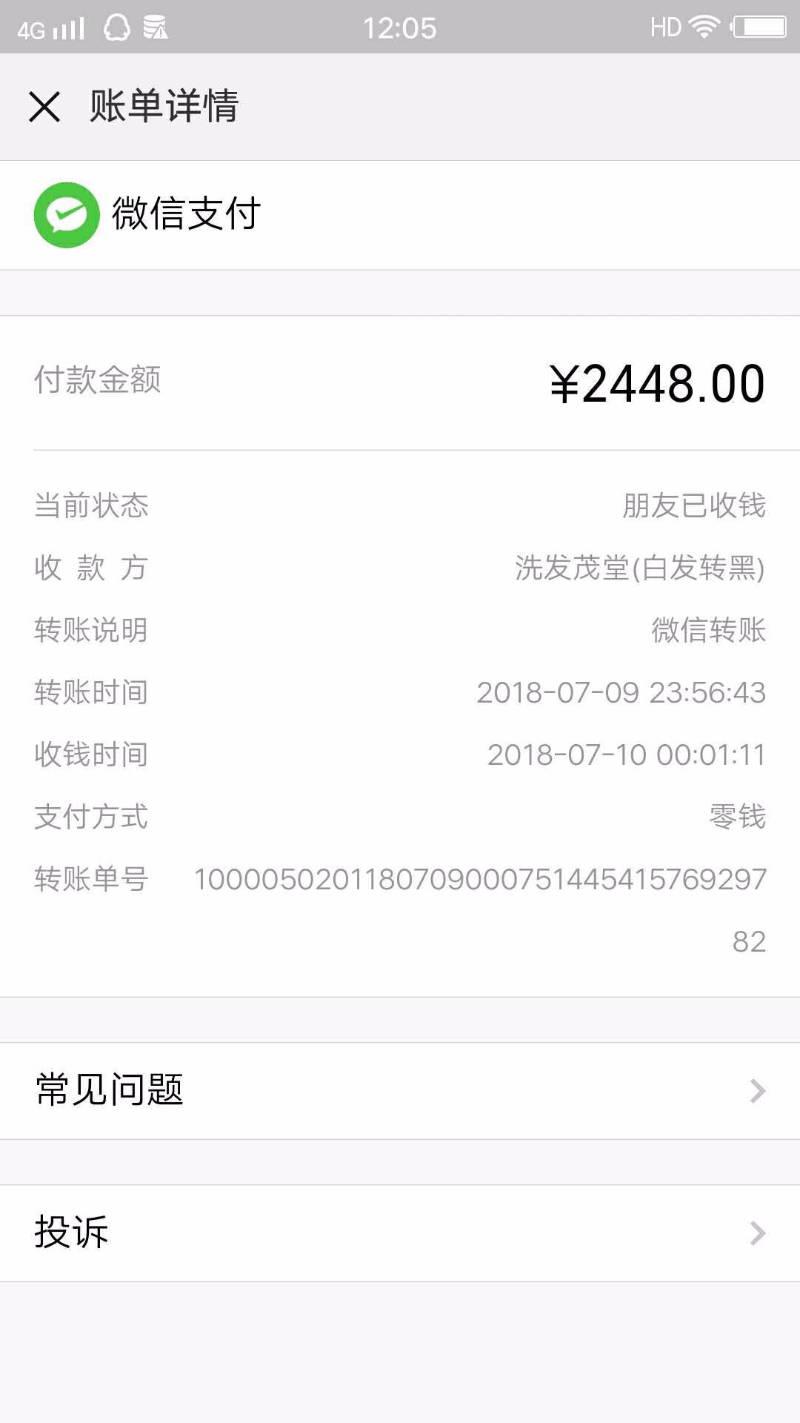 4G 12:05 HD
账单详情
微信支付
付款金额 ¥2448.00
当前状态 朋友已收钱
收款方 洗发茂堂(白发转黑)
转账说明 微信转账
转账时间 2018-07-09 23:56:43
收钱时间 2018-07-10 00:01:11
支付方式 零钱
转账单号 1000050201180709000751445415769297
82
常见问题
投诉